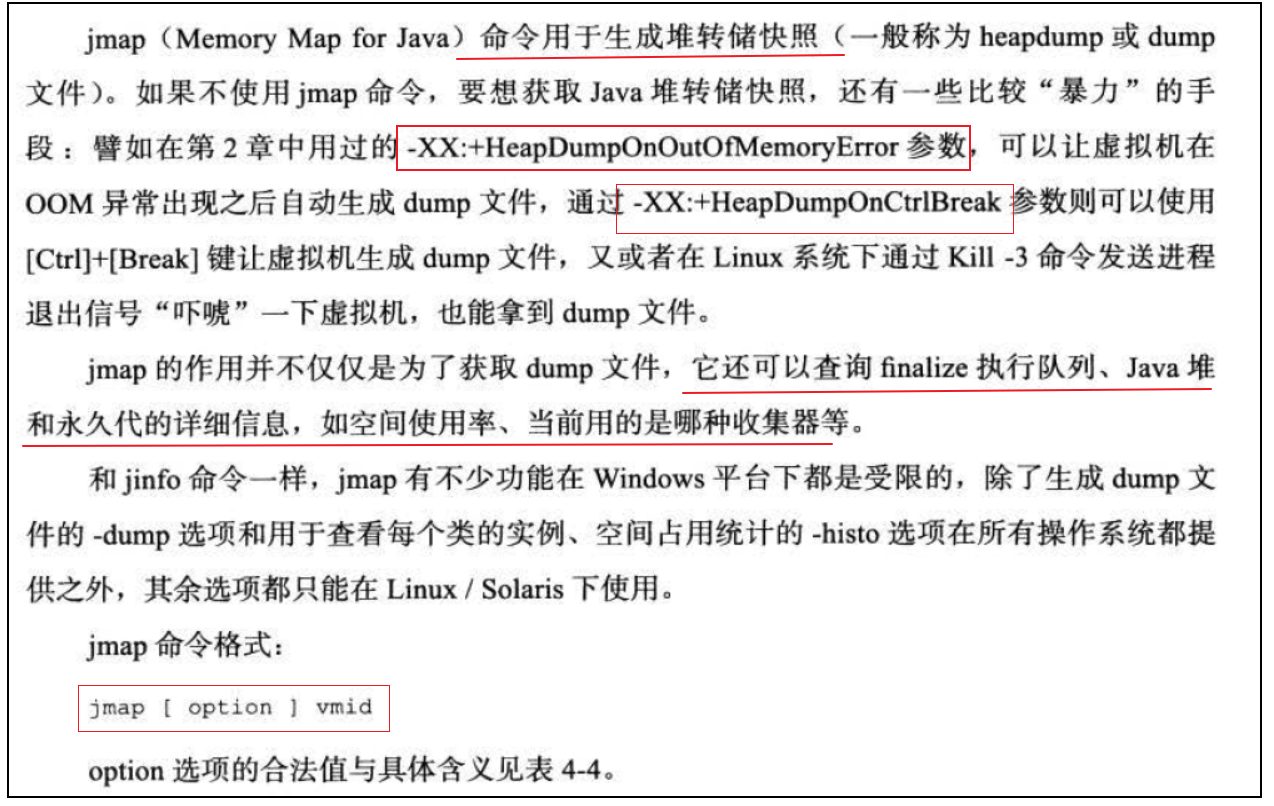 jmap（Memory Map for Java）命令用于生成堆转储快照（一般称为 heapdump 或 dump
文件）。如果不使用 jmap 命令，要想获取 Java 堆转储快照，还有一些比较“暴力”的手
段：譬如在第 2 章中用过的 -XX:+HeapDumpOnOutOfMemoryError 参数，可以让虚拟机在
OOM 异常出现之后自动生成 dump 文件，通过 -XX:+HeapDumpOnCtrlBreak 参数则可以使用
[Ctrl]+[Break] 键让虚拟机生成 dump 文件，又或者在 Linux 系统下通过 Kill -3 命令发送进程
退出信号“吓唬”一下虚拟机，也能拿到 dump 文件。
jmap 的作用并不仅仅是为了获取 dump 文件，它还可以查询 finalize 执行队列、Java 堆
和永久代的详细信息，如空间使用率、当前用的是哪种收集器等。
和 jinfo 命令一样，jmap 有不少功能在 Windows 平台下都是受限的，除了生成 dump 文
件的 -dump 选项和用于查看每个类的实例、空间占用统计的 -histo 选项在所有操作系统都提
供之外，其余选项都只能在 Linux / Solaris 下使用。
jmap 命令格式：
jmap [ option ] vmid
option 选项的合法值与具体含义见表 4-4。